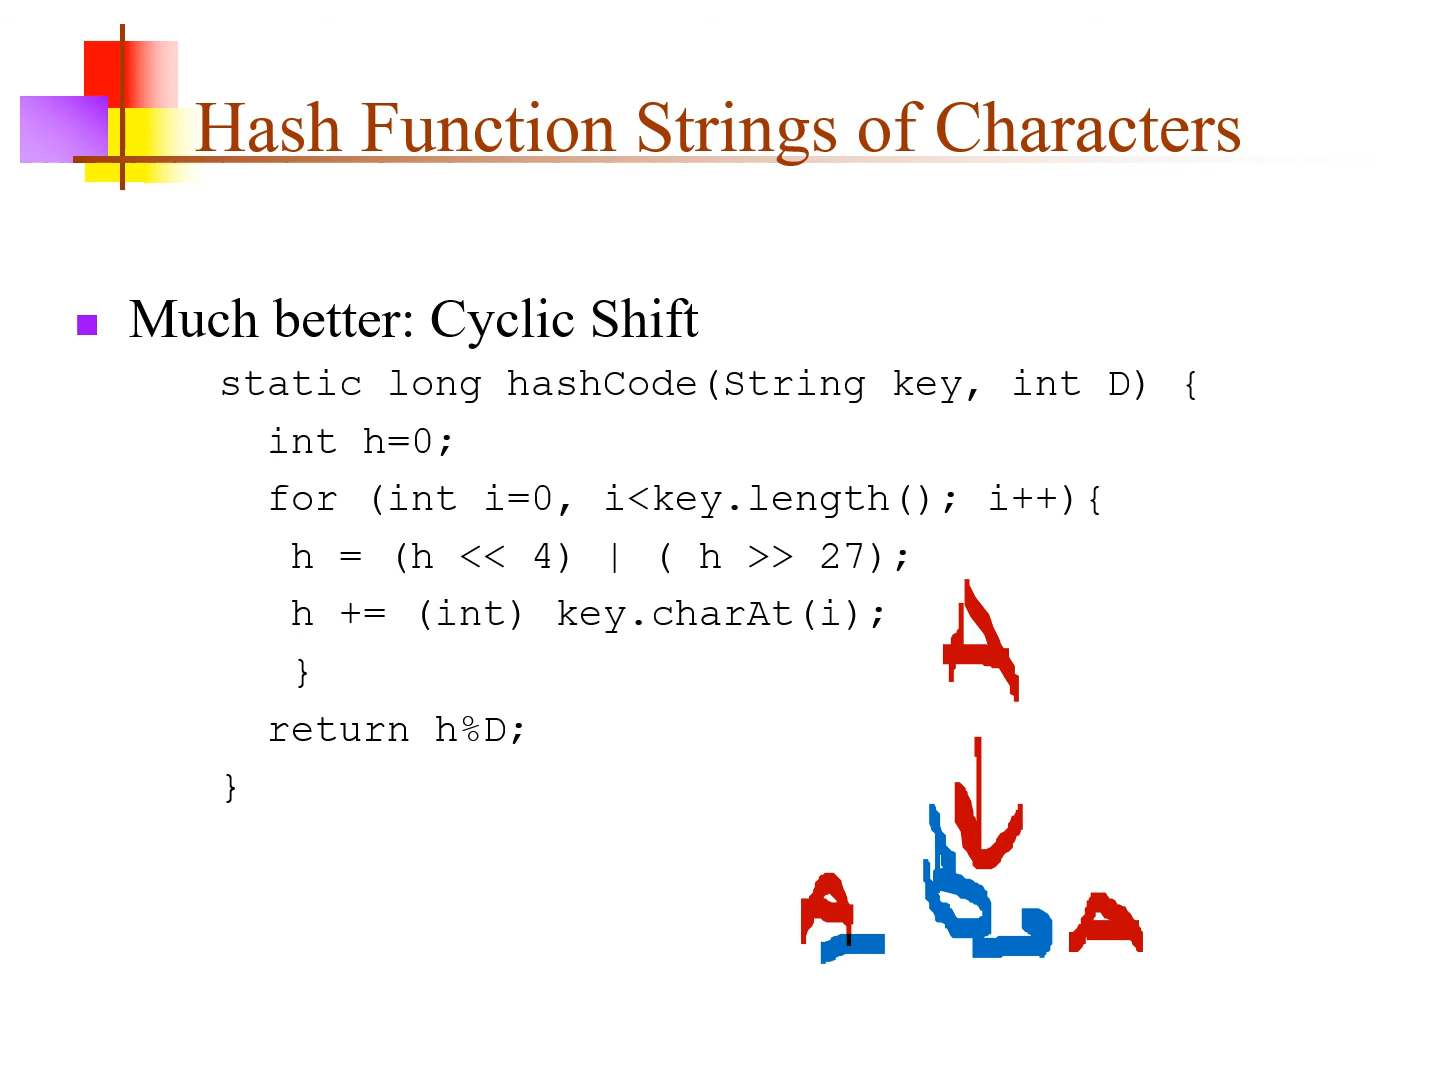 Hash Function Strings of Characters
Much better: Cyclic Shift
static long hashCode(String key, int D) {
int h=0;
for (int i=0, i<key.length(); i++){
h = (h << 4) | ( h >> 27);
h += (int) key.charAt(i);
}
return h%D;
}
A
A
A